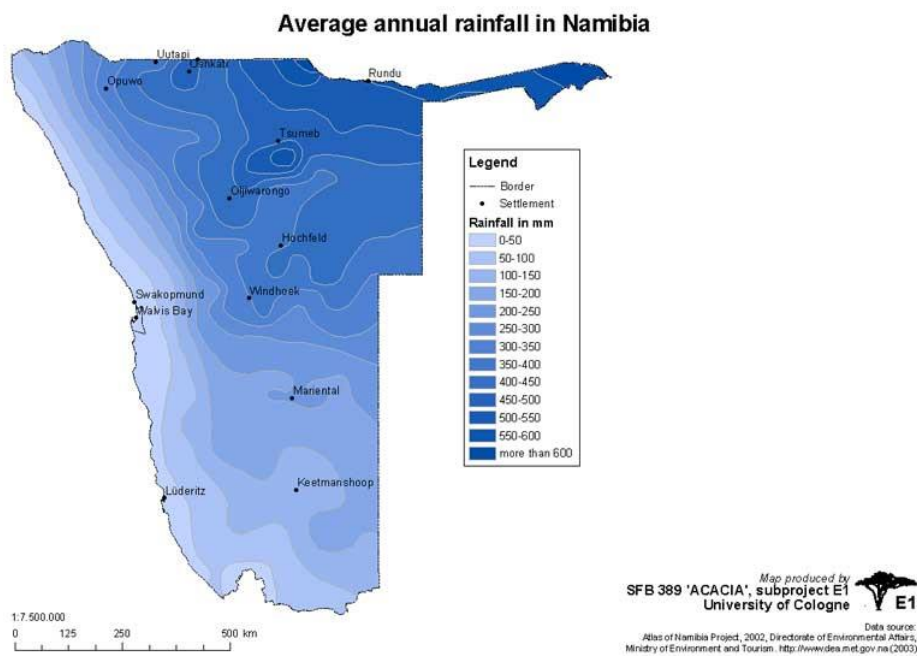 Average annual rainfall in Namibia
Uutapi
Oshkati
Opuwo
Rundu
Tsumeb
Otjiwarongo
Hochfeld
Windhoek
Swakopmund
Walvis Bay
Mariental
Keetmanshoop
Lüderitz
Legend
Border
Settlement
Rainfall in mm
0-50
50-100
100-150
150-200
200-250
250-300
300-350
350-400
400-450
450-500
500-550
550-600
more than 600
1:7.500.000
0 125 250 500 km
Map produced by
SFB 389 'ACACIA', subproject E1
University of Cologne
E1
Data source:
Atlas of Namibia Project, 2002, Directorate of Environmental Affairs,
Ministry of Environment and Tourism. http://www.dea.met.gov.na (2003)